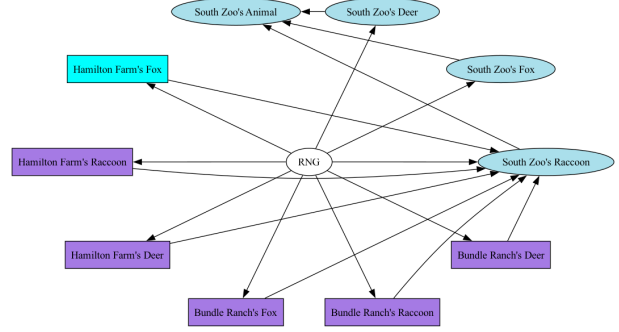 South Zoo's Animal
South Zoo's Deer
Hamilton Farm's Fox
South Zoo's Fox
Hamilton Farm's Raccoon
RNG
South Zoo's Raccoon
Hamilton Farm's Deer
Bundle Ranch's Deer
Bundle Ranch's Fox
Bundle Ranch's Raccoon